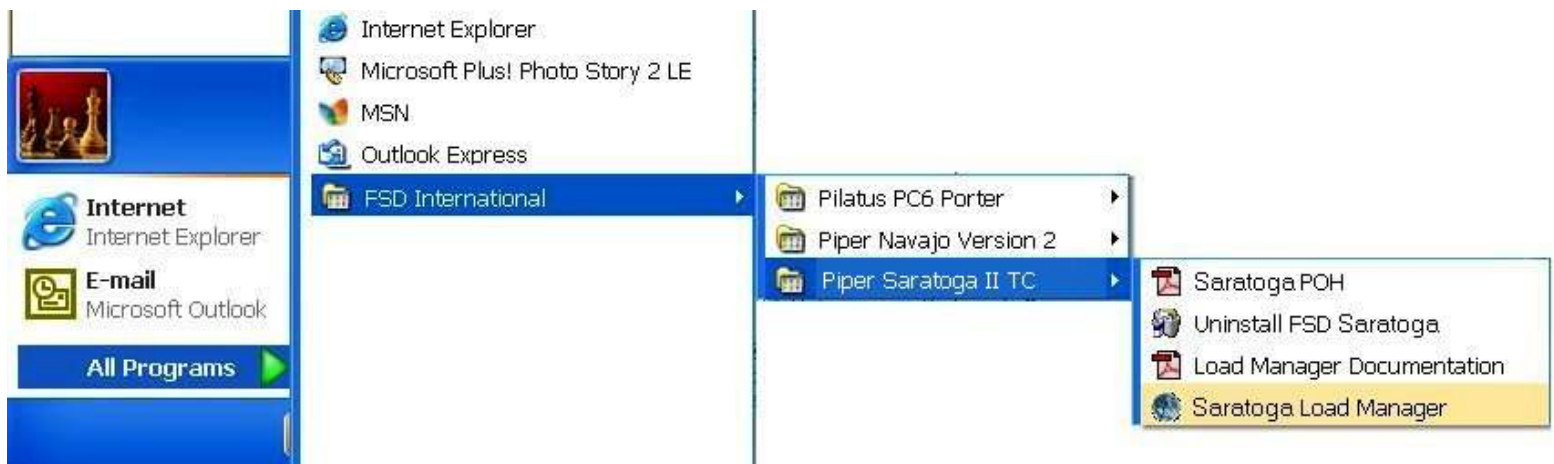 Internet
Internet Explorer
E-mail
Microsoft Outlook
All Programs
Internet Explorer
Microsoft Plus! Photo Story 2 LE
MSN
Outlook Express
FSD International
Pilatus PC6 Porter
Piper Navajo Version 2
Piper Saratoga II TC
Saratoga POH
Uninstall FSD Saratoga
Load Manager Documentation
Saratoga Load Manager